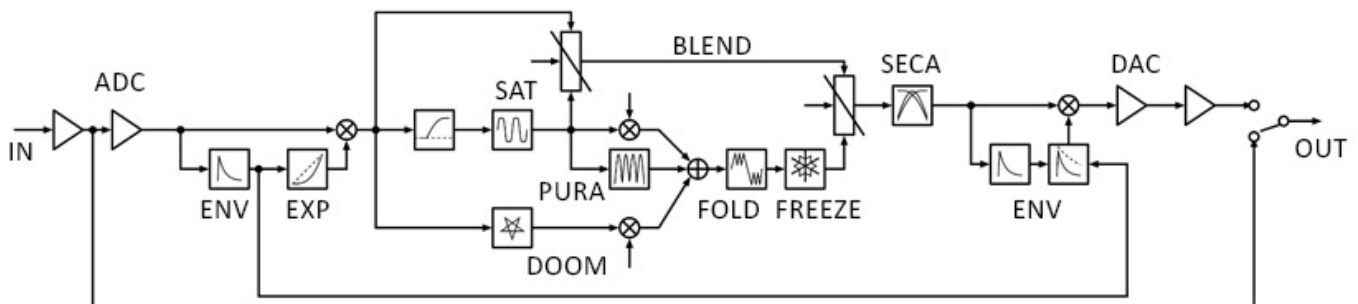 IN
ADC
ENV
EXP
SAT
PURA
DOOM
BLEND
FOLD
FREEZE
SECA
ENV
DAC
OUT